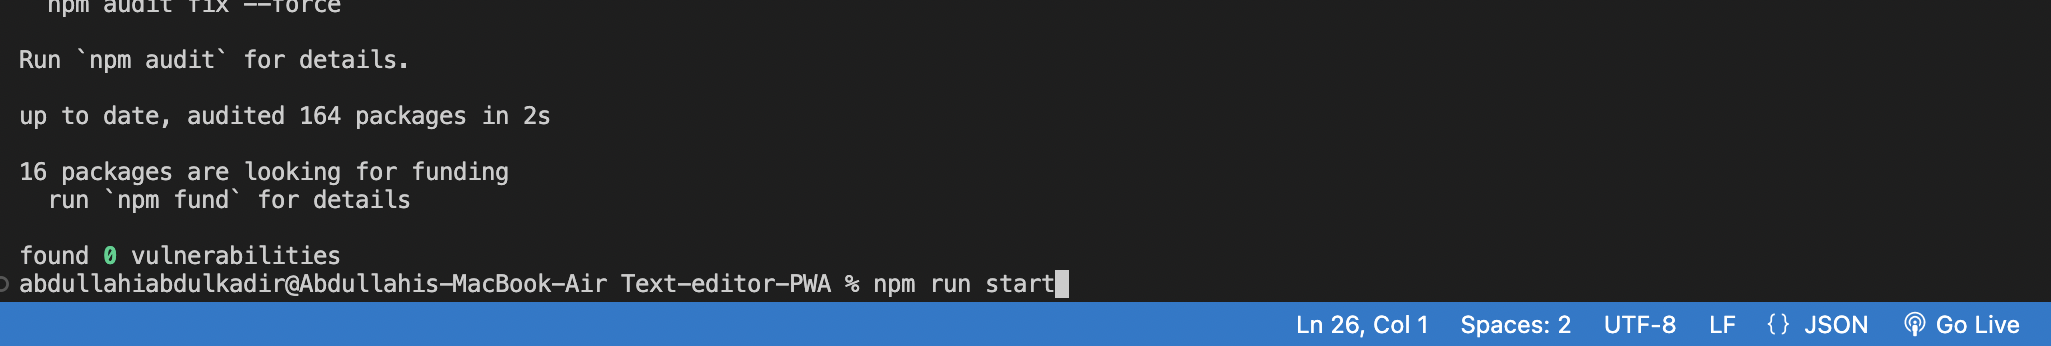 npm audit fix --force
Run `npm audit` for details.
up to date, audited 164 packages in 2s
16 packages are looking for funding
run `npm fund` for details
found 0 vulnerabilities
abdullahiabdulkadir@Abdullahis-MacBook-Air Text-editor-PWA % npm run start
Ln 26, Col 1 Spaces: 2 UTF-8 LF {} JSON Go Live